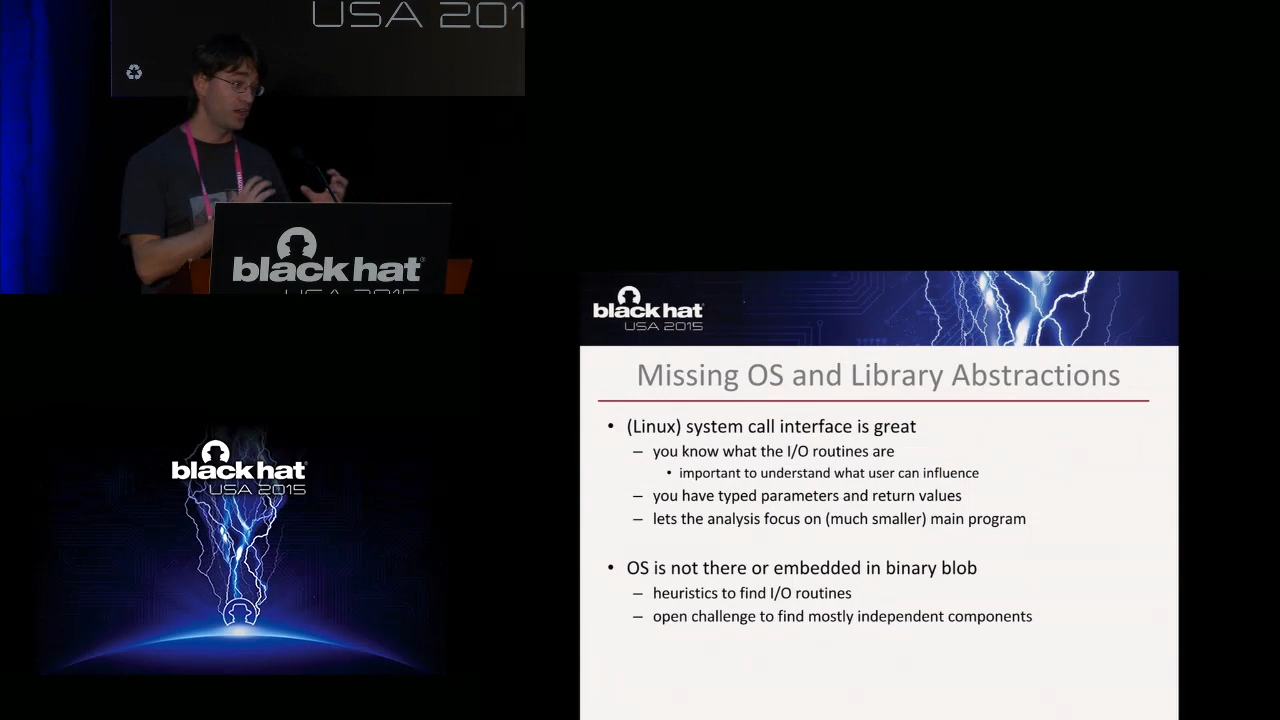 USA 201
black hat
USA 2015
black hat
USA 2015
black hat
USA 2015
Missing OS and Library Abstractions
• (Linux) system call interface is great
– you know what the I/O routines are
• important to understand what user can influence
– you have typed parameters and return values
– lets the analysis focus on (much smaller) main program
• OS is not there or embedded in binary blob
– heuristics to find I/O routines
– open challenge to find mostly independent components